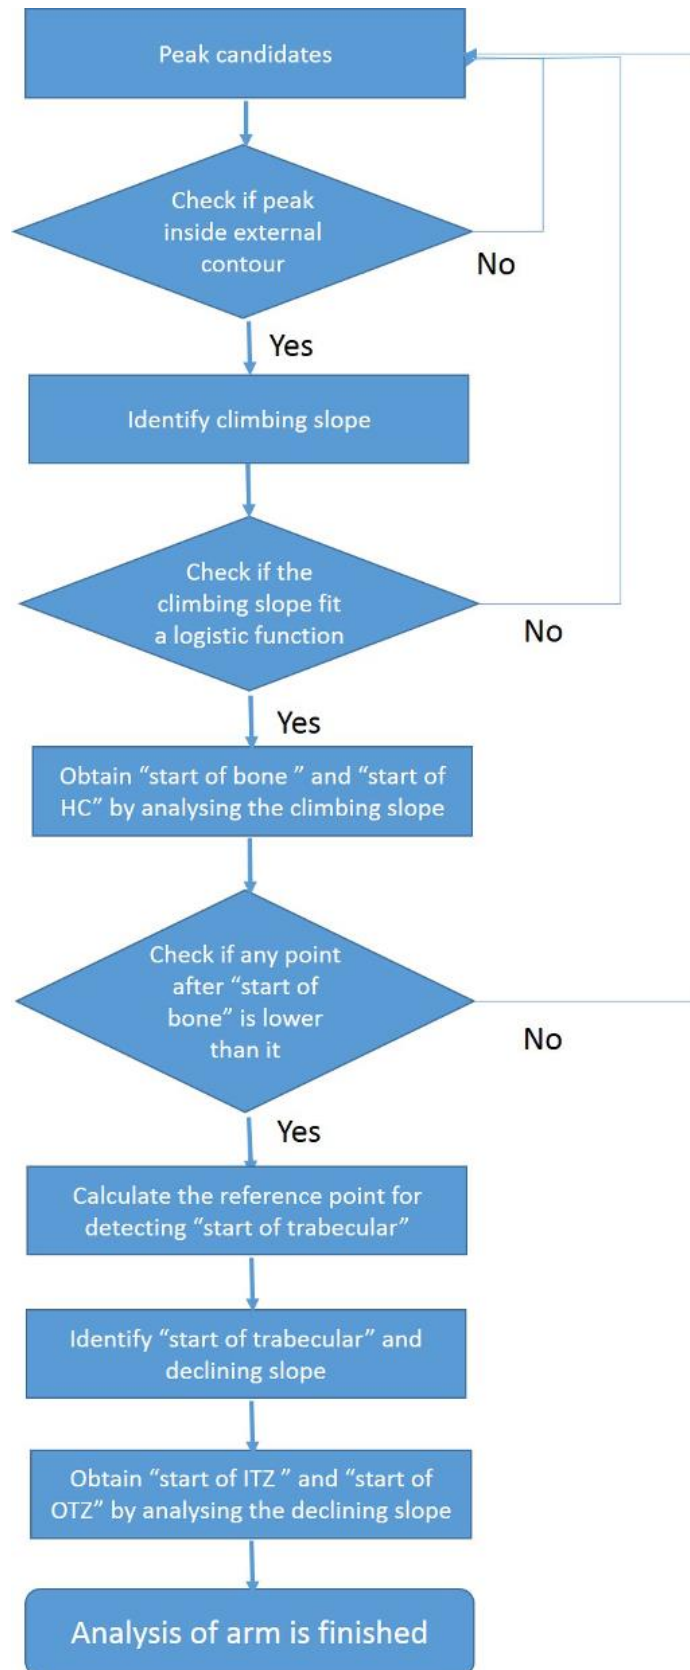 Peak candidates
Check if peak
inside external
contour
No
Yes
Identify climbing slope
Check if the
climbing slope fit
a logistic function
No
Yes
Obtain “start of bone ” and “start of
HC” by analysing the climbing slope
Check if any point
after “start of
bone” is lower
than it
No
Yes
Calculate the reference point for
detecting “start of trabecular”
Identify “start of trabecular” and
declining slope
Obtain “start of ITZ ” and “start of
OTZ” by analysing the declining slope
Analysis of arm is finished